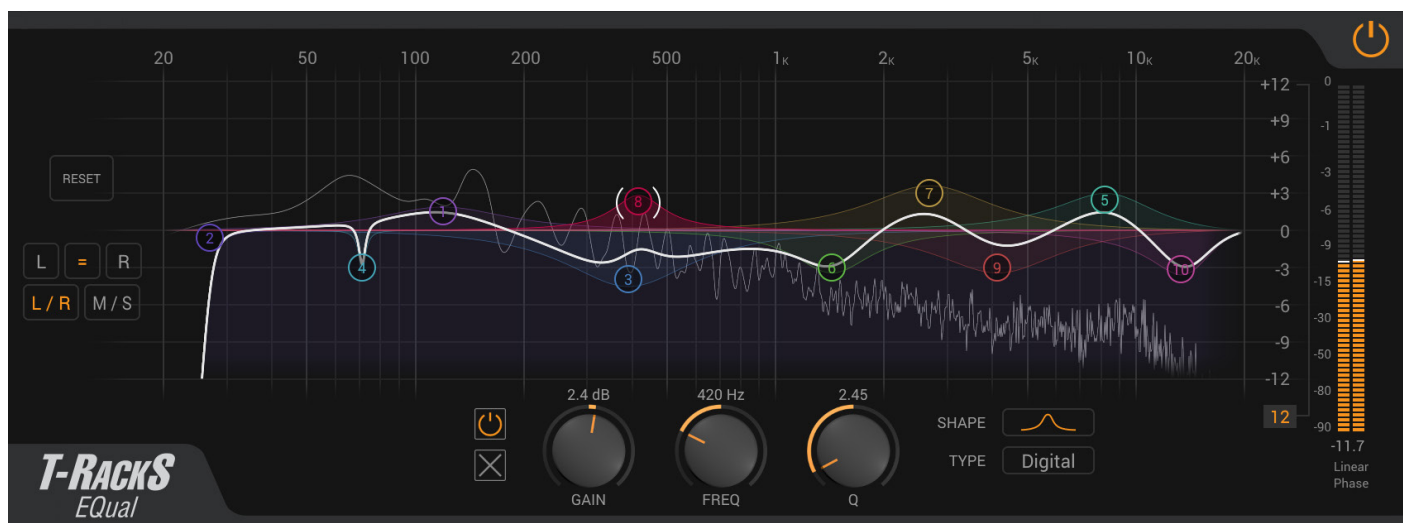 20 50 100 200 500 1K 2K 5K 10K 20K
+12
+9
+6
+3
0
-3
-6
-9
-12
12
0
-1
-3
-6
-9
-15
-30
-50
-80
-90
-11.7
Linear
Phase
RESET
L = R
L / R M / S
1
2
3
4
5
6
7
8
9
10
2.4 dB 420 Hz 2.45
GAIN FREQ Q
SHAPE
TYPE Digital
T-RACKS
EQual